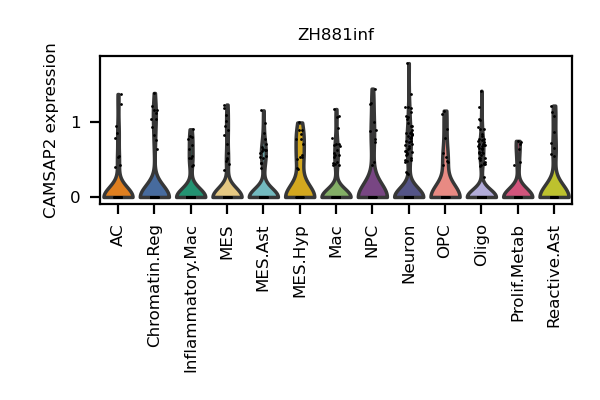 ZH881inf
CAMSAP2 expression
1
0
AC
Chromatin.Reg
Inflammatory.Mac
MES
MES.Ast
MES.Hyp
Mac
NPC
Neuron
OPC
Oligo
Prolif.Metab
Reactive.Ast